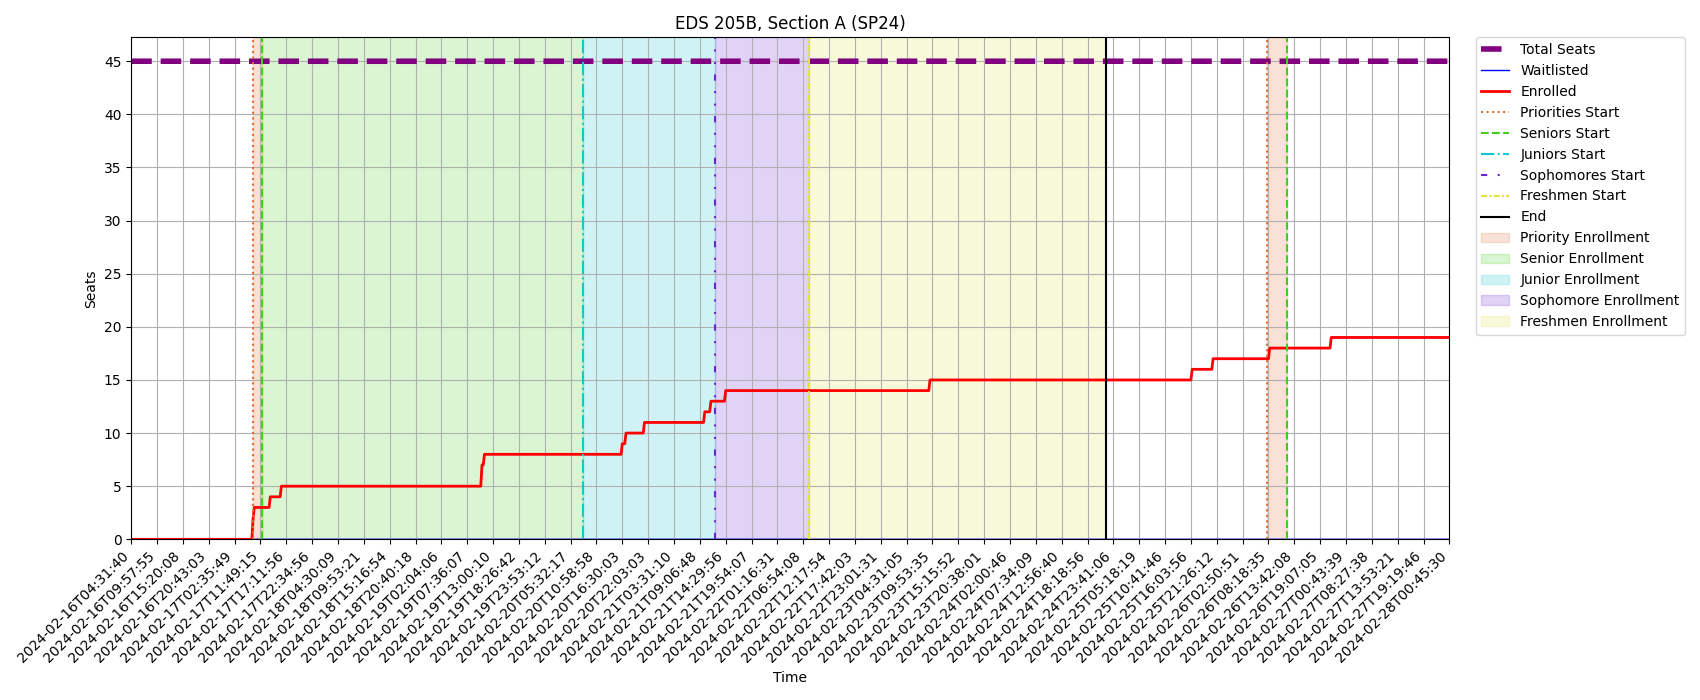 EDS 205B, Section A (SP24)
Total Seats
Waitlisted
Enrolled
Priorities Start
Seniors Start
Juniors Start
Sophomores Start
Freshmen Start
End
Priority Enrollment
Senior Enrollment
Junior Enrollment
Sophomore Enrollment
Freshmen Enrollment
Seats
45
40
35
30
25
20
15
10
5
0
2024-02-16T04:31:40
2024-02-16T09:57:55
2024-02-16T15:20:08
2024-02-16T20:43:03
2024-02-17T02:35:49
2024-02-17T11:49:15
2024-02-17T17:11:56
2024-02-17T22:34:56
2024-02-18T04:30:09
2024-02-18T09:53:21
2024-02-18T15:16:54
2024-02-18T20:40:18
2024-02-19T02:04:06
2024-02-19T07:36:07
2024-02-19T13:00:10
2024-02-19T18:26:42
2024-02-19T23:53:12
2024-02-20T05:32:17
2024-02-20T10:58:58
2024-02-20T16:30:03
2024-02-20T22:03:03
2024-02-21T03:31:10
2024-02-21T09:06:48
2024-02-21T14:29:56
2024-02-21T19:54:07
2024-02-22T01:16:31
2024-02-22T06:54:08
2024-02-22T12:17:54
2024-02-22T17:42:03
2024-02-22T23:01:31
2024-02-23T04:31:05
2024-02-23T09:53:35
2024-02-23T15:15:52
2024-02-23T20:38:01
2024-02-24T02:00:46
2024-02-24T07:34:09
2024-02-24T12:56:40
2024-02-24T18:18:56
2024-02-24T23:41:06
2024-02-25T05:18:19
2024-02-25T10:41:46
2024-02-25T16:03:56
2024-02-25T21:26:12
2024-02-26T02:50:51
2024-02-26T08:18:35
2024-02-26T13:42:08
2024-02-26T19:07:05
2024-02-27T00:43:39
2024-02-27T08:27:38
2024-02-27T13:53:21
2024-02-27T19:19:46
2024-02-28T00:45:30
Time